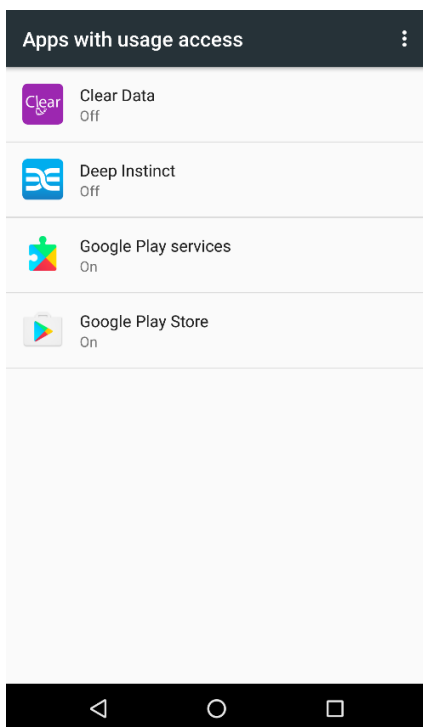 Apps with usage access
Clear
Clear Data
Off
Deep Instinct
Off
Google Play services
On
Google Play Store
On